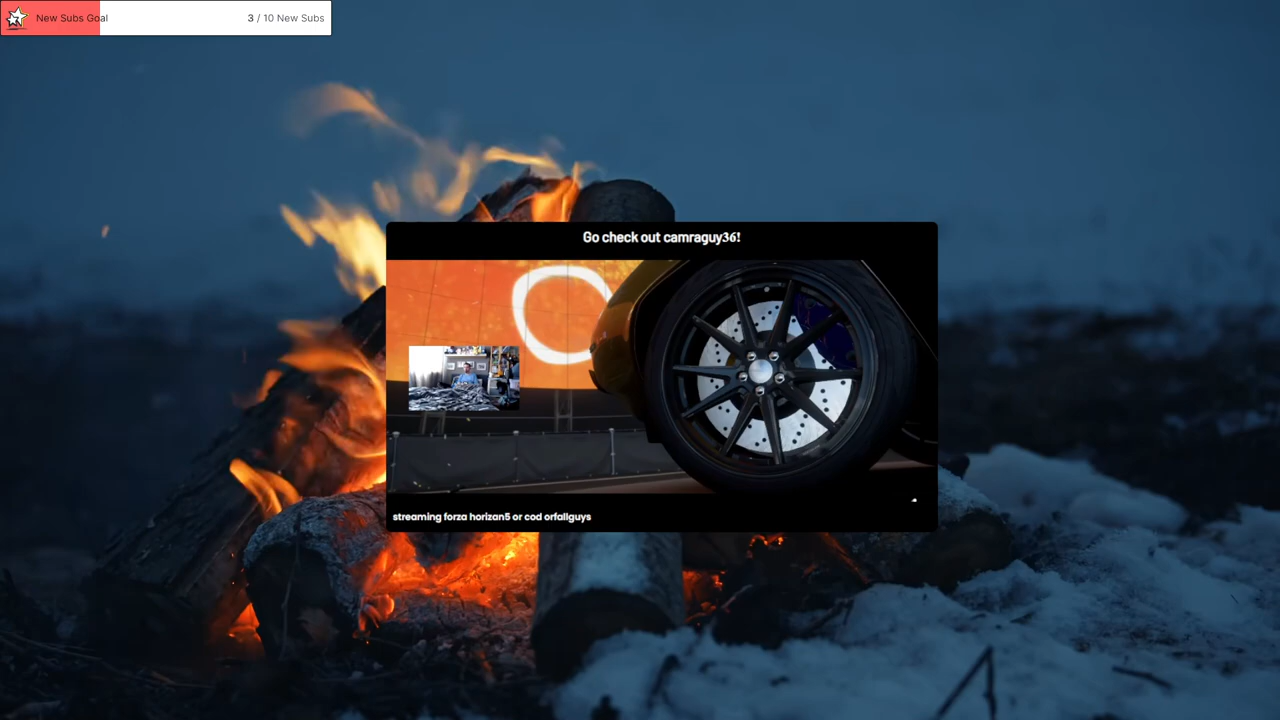 New Subs Goal 3 / 10 New Subs
Go check out camraguy36!
streaming forza horizan5 or cod orfallguys